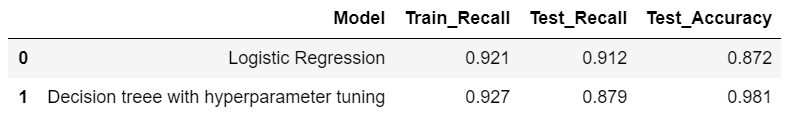 Model Train_Recall Test_Recall Test_Accuracy
0 Logistic Regression 0.921 0.912 0.872
1 Decision treee with hyperparameter tuning 0.927 0.879 0.981